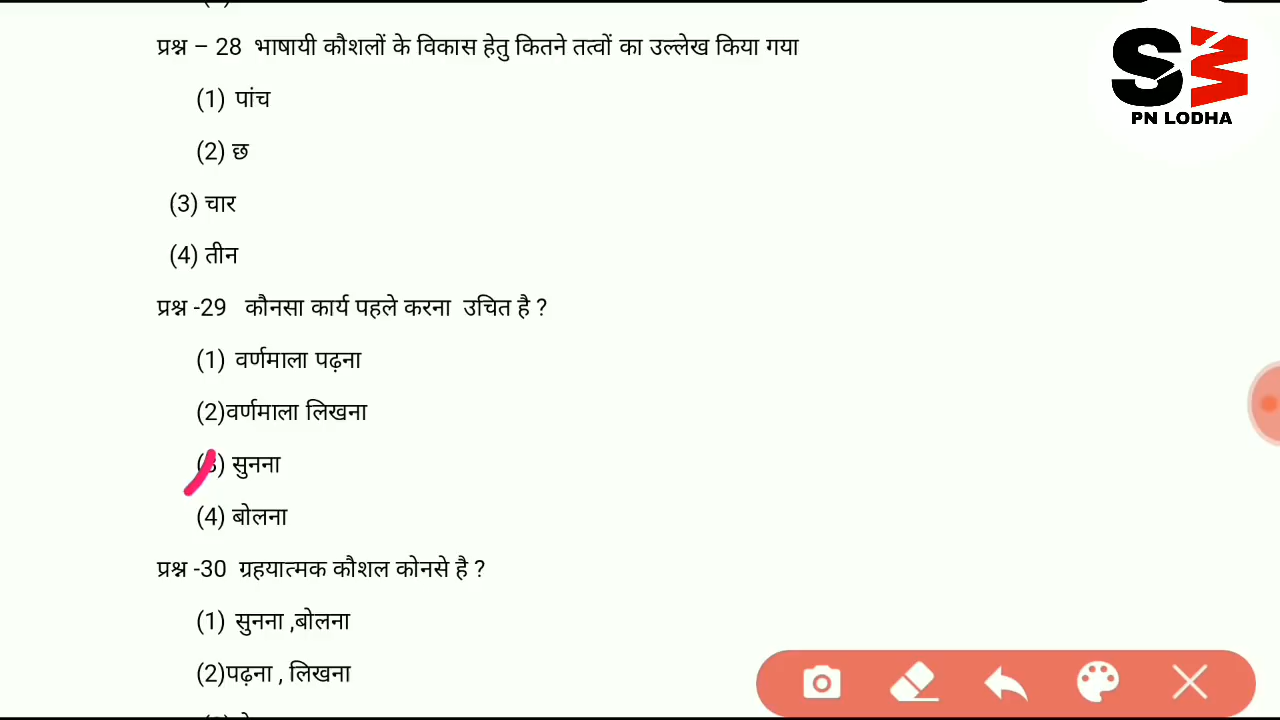 प्रश्न – 28 भाषायी कौशलों के विकास हेतु कितने तत्वों का उल्लेख किया गया
(1) पांच
(2) छ
(3) चार
(4) तीन
प्रश्न -29 कौनसा कार्य पहले करना उचित है ?
(1) वर्णमाला पढ़ना
(2)वर्णमाला लिखना
(3) सुनना
(4) बोलना
प्रश्न -30 ग्रहयात्मक कौशल कोनसे है ?
(1) सुनना ,बोलना
(2)पढ़ना , लिखना
SM
PN LODHA